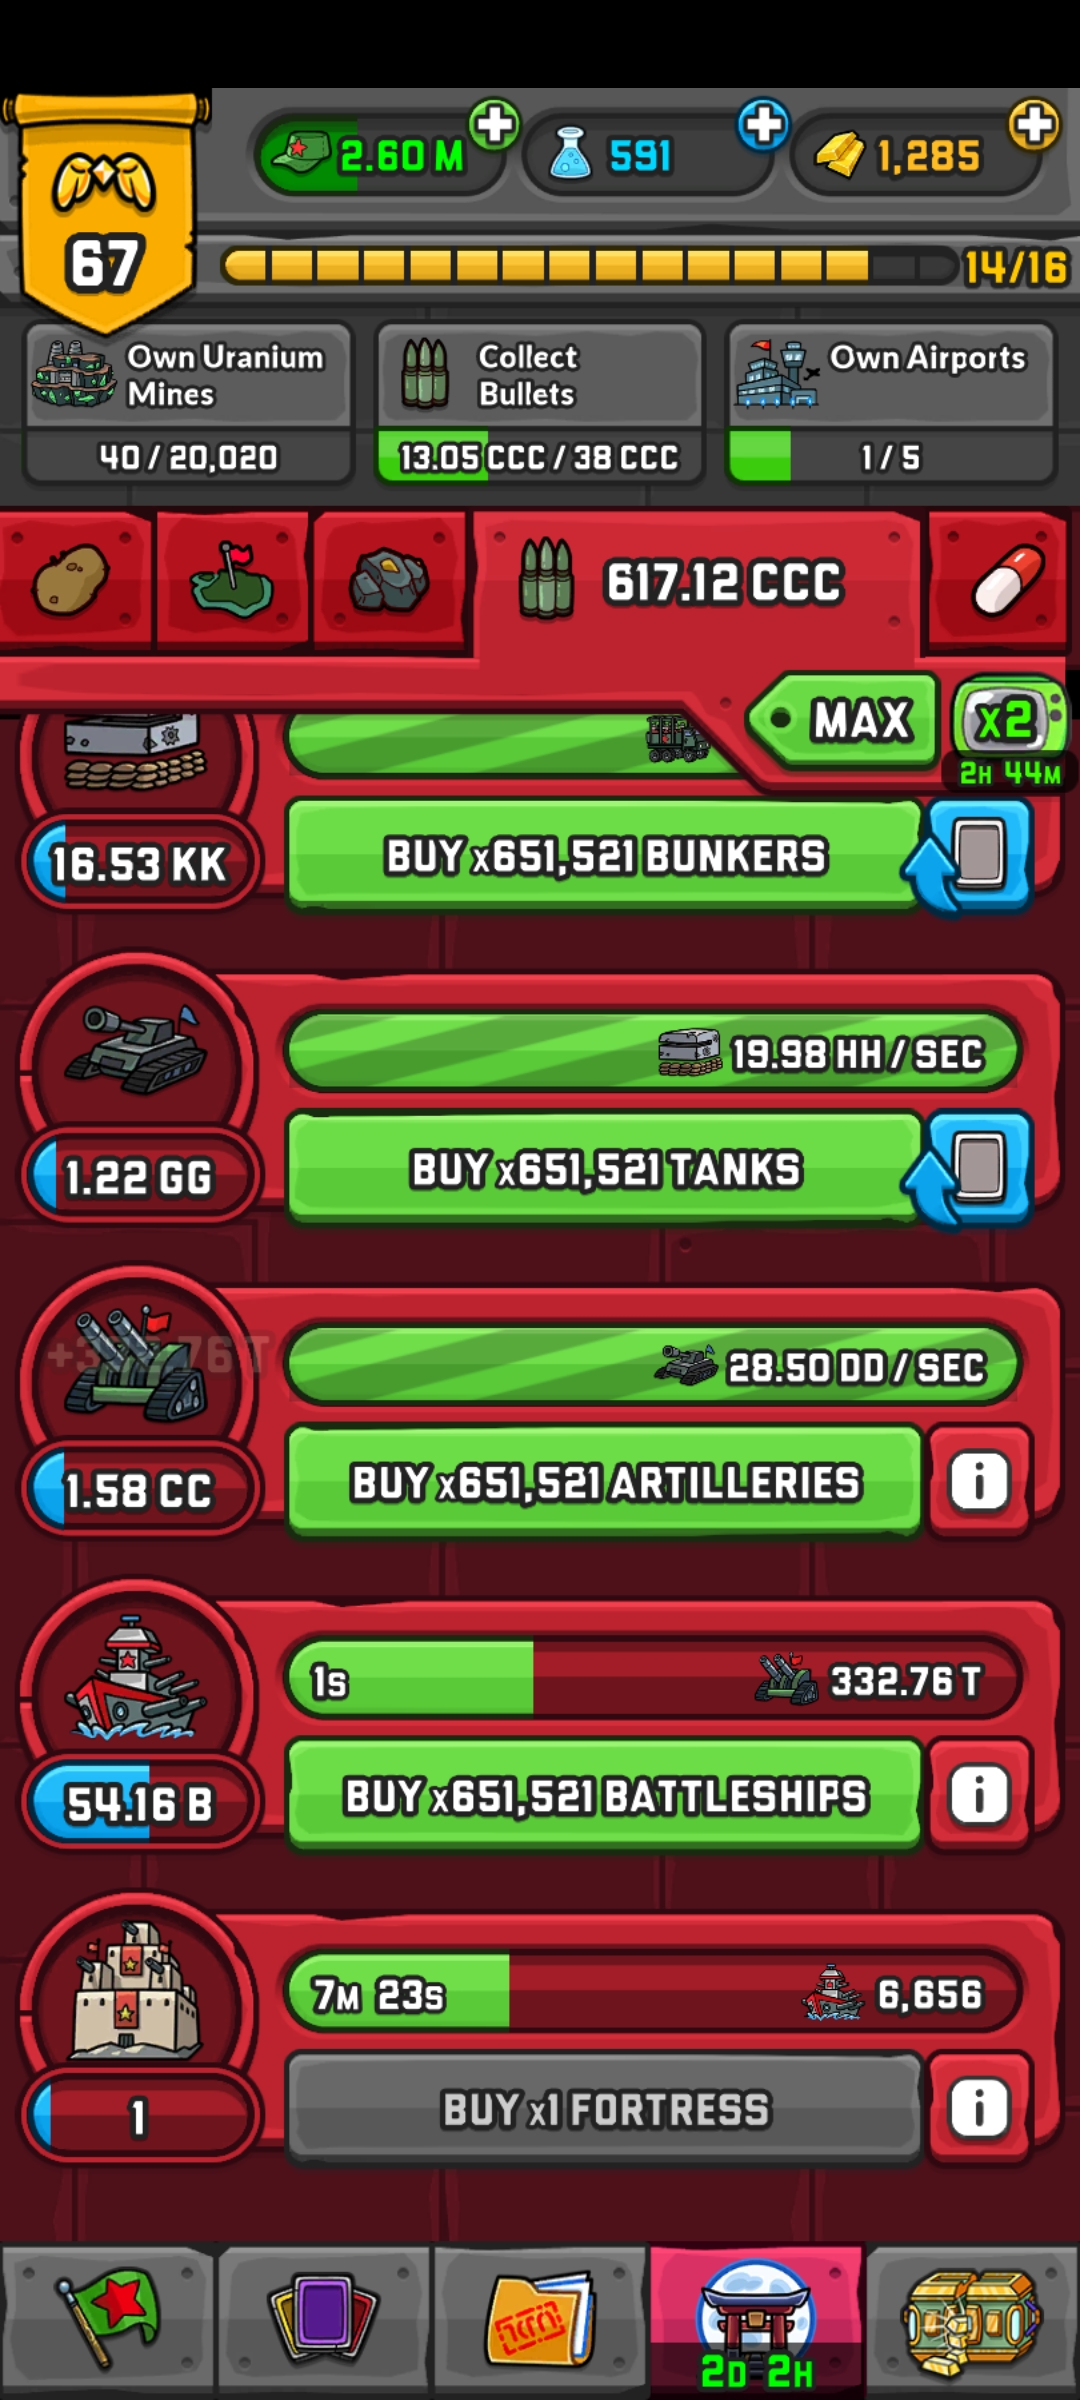 2.60 M
591
1,285
67
14/16
Own Uranium
Mines
40 / 20,020
Collect
Bullets
13.05 CCC / 38 CCC
Own Airports
1 / 5
617.12 CCC
MAX
x2
2H 44M
16.53 KK
BUY x651,521 BUNKERS
19.98 HH / SEC
1.22 GG
BUY x651,521 TANKS
28.50 DD / SEC
1.58 CC
BUY x651,521 ARTILLERIES
i
1s
332.76 T
54.16 B
BUY x651,521 BATTLESHIPS
i
7M 23s
6,656
1
BUY x1 FORTRESS
i
2D 2H